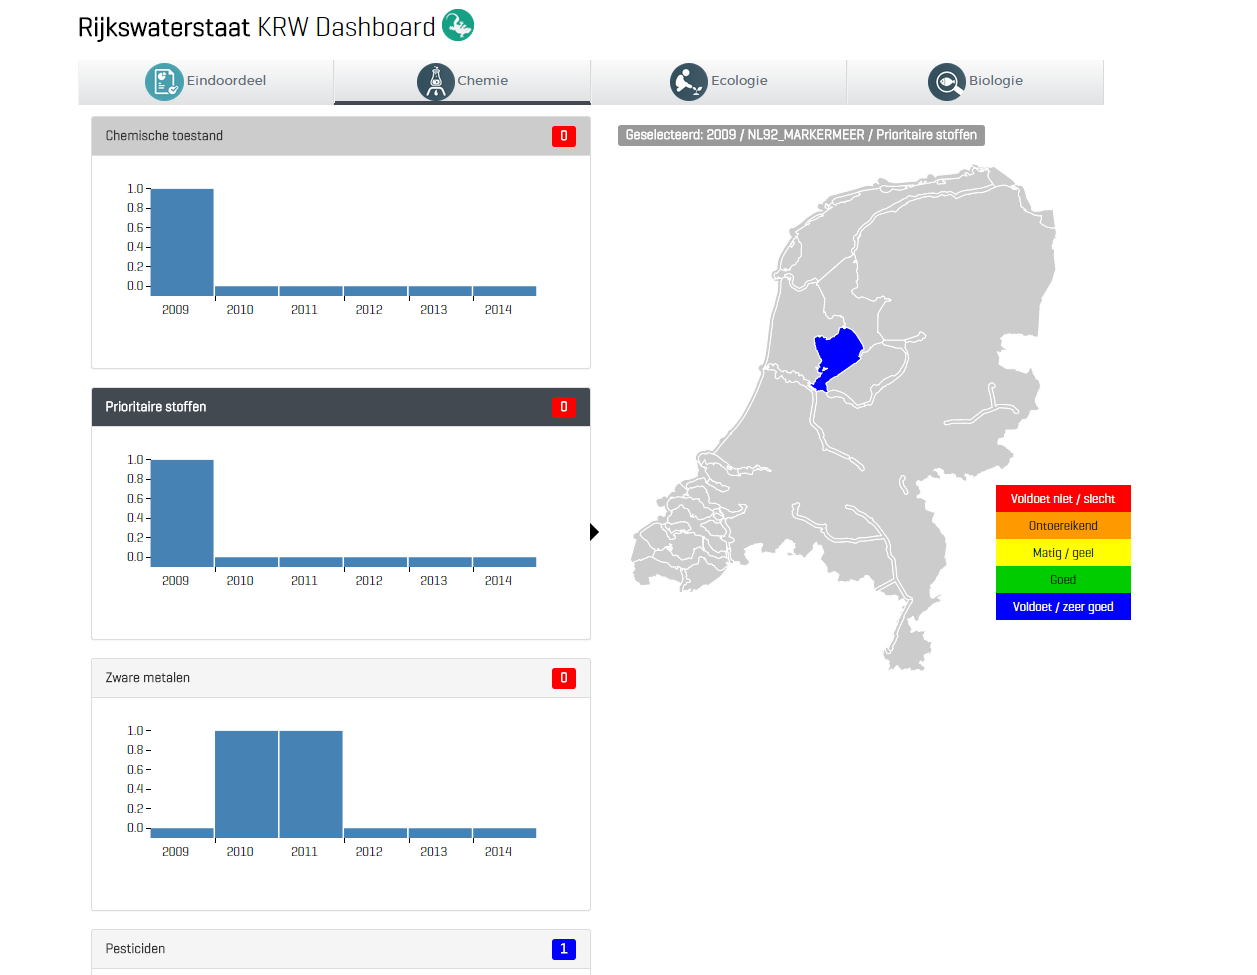 Rijkswaterstaat KRW Dashboard
Eindoordeel
Chemie
Ecologie
Biologie
Chemische toestand
0
1.0
0.8
0.6
0.4
0.2
0.0
2009 2010 2011 2012 2013 2014
Prioritaire stoffen
0
1.0
0.8
0.6
0.4
0.2
0.0
2009 2010 2011 2012 2013 2014
Zware metalen
0
1.0
0.8
0.6
0.4
0.2
0.0
2009 2010 2011 2012 2013 2014
Pesticiden
1
Geselecteerd: 2009 / NL92_MARKERMEER / Prioritaire stoffen
Voldoet niet / slecht
Ontoereikend
Matig / geel
Goed
Voldoet / zeer goed